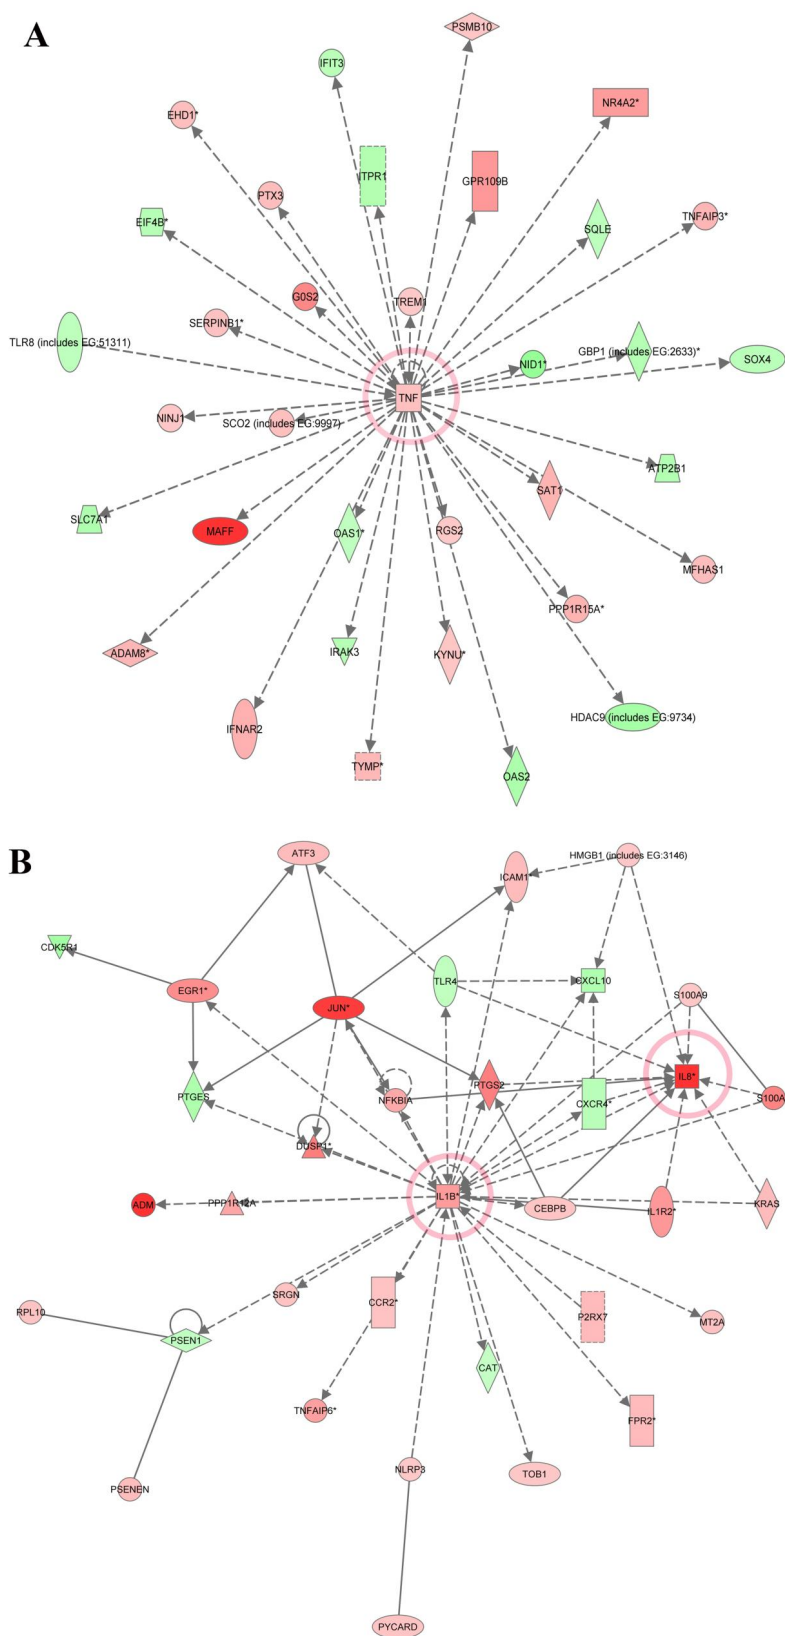 A
PSMB10
IFIT3
NR4A2*
EHD1*
ITPR1
GPR109B
PTX3
TNFAIP3*
EIF4B*
SQLE
G0S2
TREM1
SERPINB1*
TLR8 (includes EG:51311)
GBP1 (includes EG:2633)*
SOX4
NID1*
TNF
NINJ1
SCO2 (includes EG:9997)
ATP2B1
SAT1
SLC7A1*
MAFF
OAS1*
RGS2
MFHAS1
PPP1R15A*
ADAM8*
IRAK3
KYNU*
HDAC9 (includes EG:9734)
IFNAR2
TYMP*
OAS2
B
ATF3
HMGB1 (includes EG:3146)
ICAM1*
CDK5R1
TLR4
CXCL10
EGR1*
S100A9
JUN*
IL8*
PTGS2
S100A
PTGES
NFKBIA
CXCR4*
DUSP1*
IL1B*
ADM
PPP1R12A
CEBPB
IL1R2*
KRAS
SRGN
RPL10
CCR2*
P2RX7
MT2A
PSEN1
CAT
TNFAIP6*
FPR2*
NLRP3
TOB1
PSENEN
PYCARD